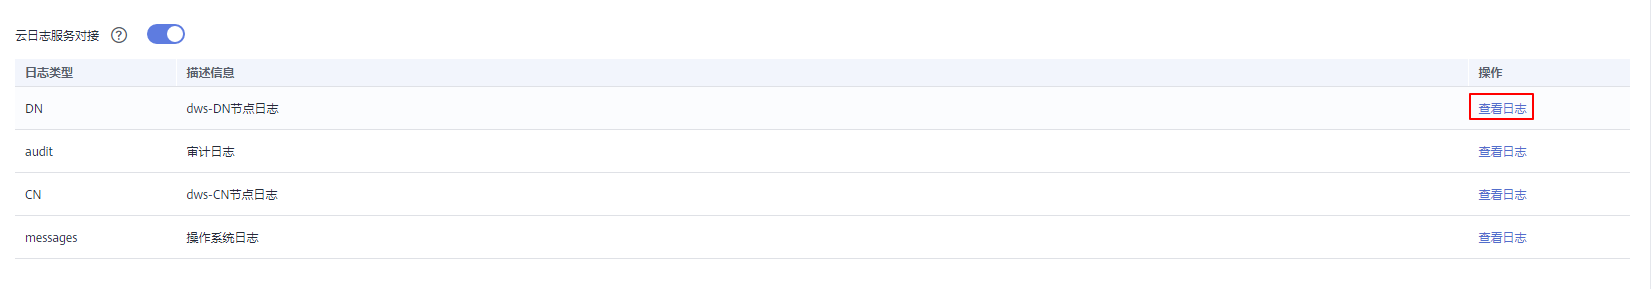 云日志服务对接 ?
日志类型 描述信息 操作
DN dws-DN节点日志 查看日志
audit 审计日志 查看日志
CN dws-CN节点日志 查看日志
messages 操作系统日志 查看日志